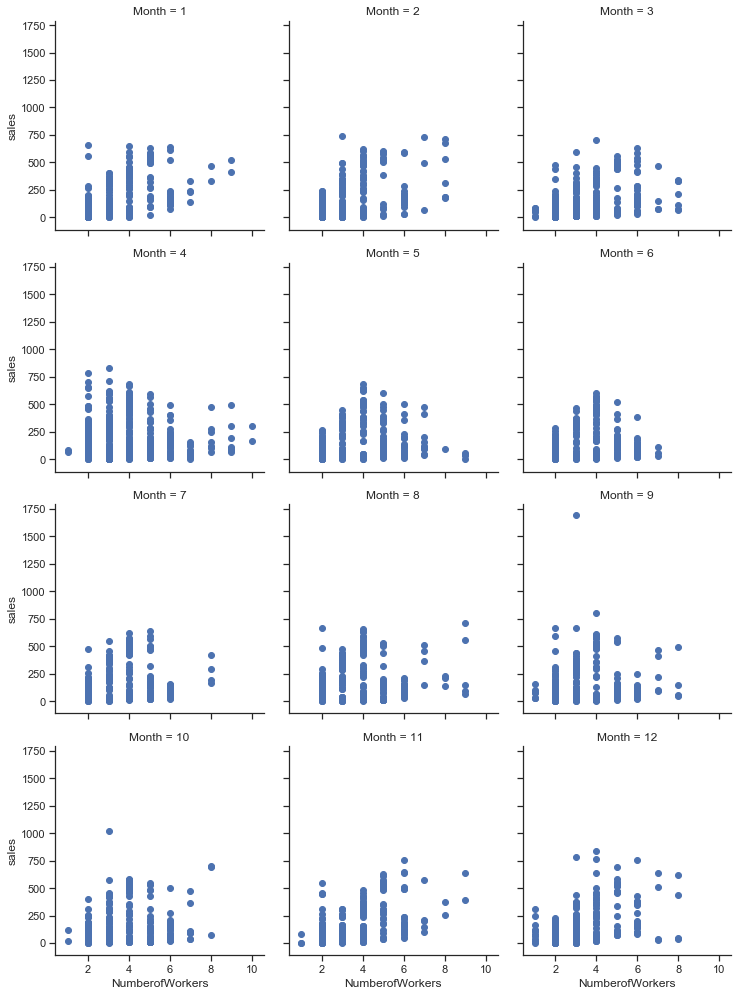 Month = 1
Month = 2
Month = 3
1750
1500
1250
1000
750
500
250
0
sales
Month = 4
Month = 5
Month = 6
1750
1500
1250
1000
750
500
250
0
sales
Month = 7
Month = 8
Month = 9
1750
1500
1250
1000
750
500
250
0
sales
Month = 10
Month = 11
Month = 12
1750
1500
1250
1000
750
500
250
0
sales
2 4 6 8 10
2 4 6 8 10
2 4 6 8 10
NumberofWorkers
NumberofWorkers
NumberofWorkers